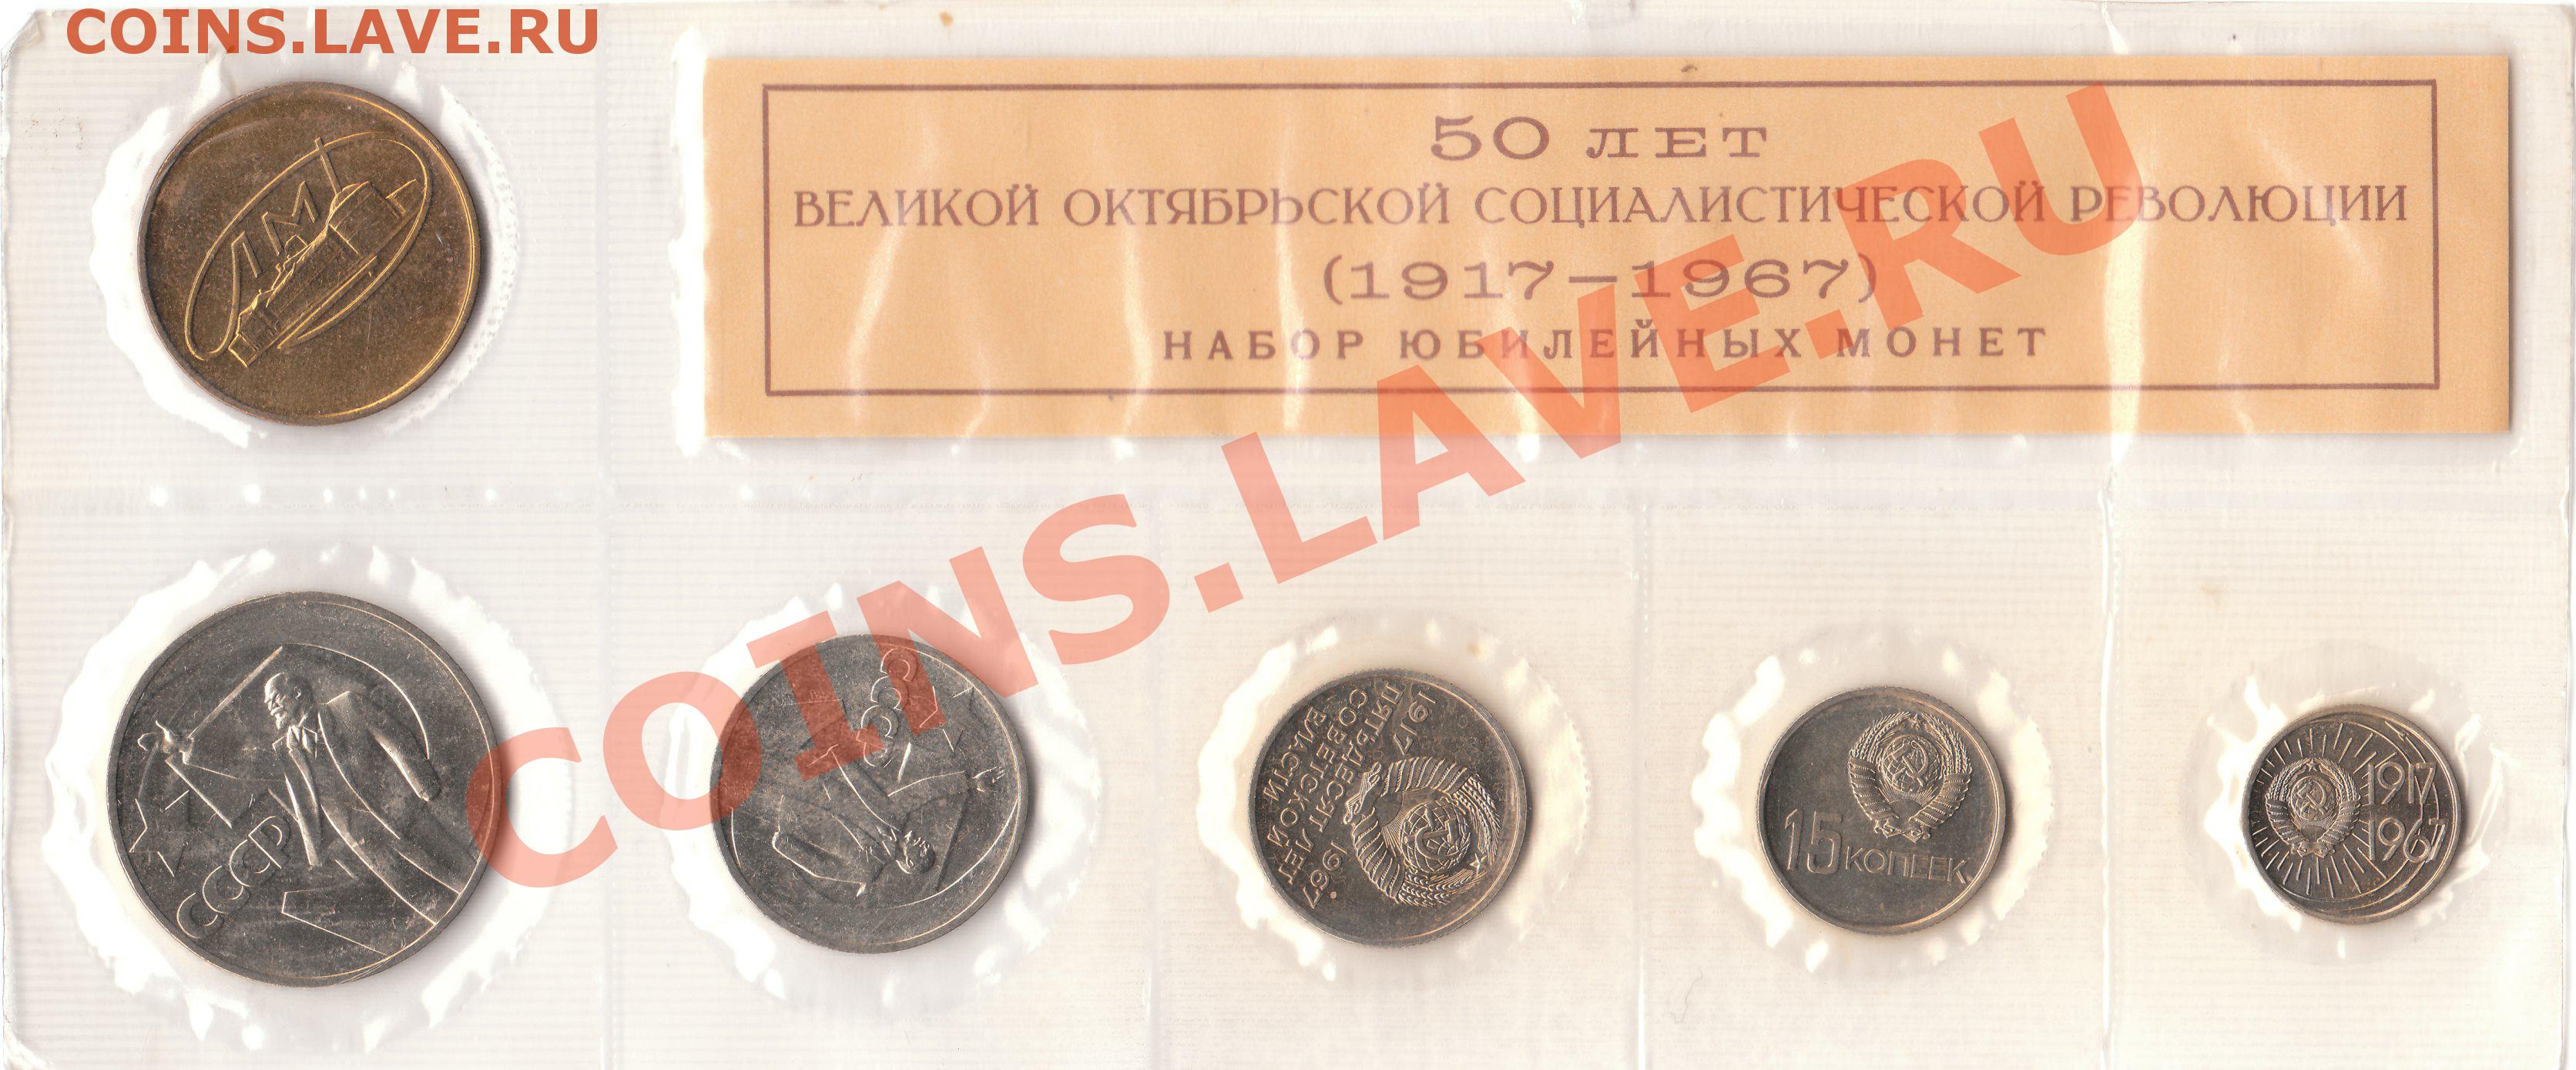 COINS.LAVE.RU
50 ЛЕТ
ВЕЛИКОЙ ОКТЯБРЬСКОЙ СОЦИАЛИСТИЧЕСКОЙ РЕВОЛЮЦИИ
(1917–1967)
НАБОР ЮБИЛЕЙНЫХ МОНЕТ
COINS.LAVE.RU
ЛМД
СССР
СССР
1917 • 1967
ПЯТЬДЕСЯТ ЛЕТ
СОВЕТСКОЙ
ВЛАСТИ
15 КОПЕЕК
1917
1967